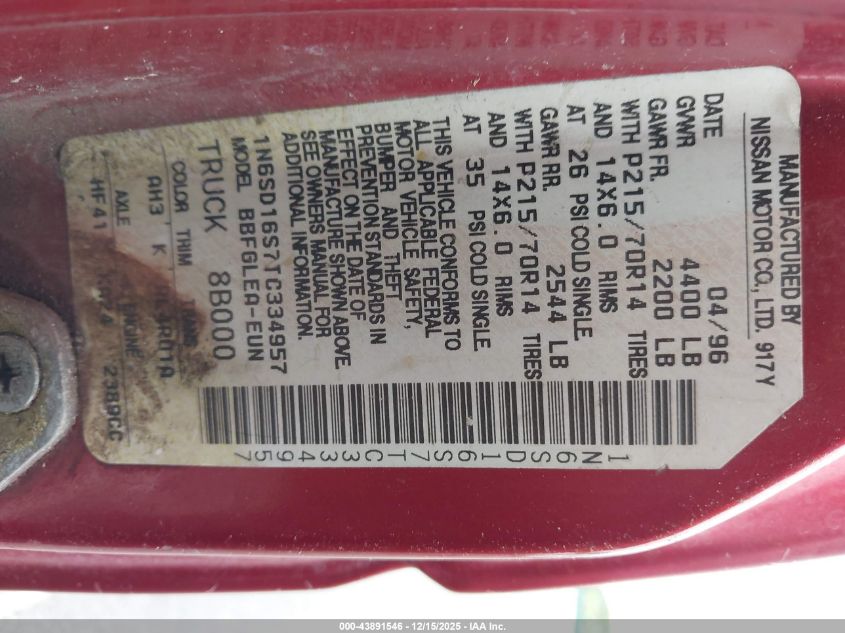 MANUFACTURED BY
NISSAN MOTOR CO., LTD. 917Y
DATE 04/96
GVWR 4400 LB
GAWR FR. 2200 LB
WITH P215/70R14 TIRES
AND 14X6.0 RIMS
AT 26 PSI COLD SINGLE
GAWR RR. 2544 LB
WITH P215/70R14 TIRES
AND 14X6.0 RIMS
AT 35 PSI COLD SINGLE
THIS VEHICLE CONFORMS TO
ALL APPLICABLE FEDERAL
MOTOR VEHICLE SAFETY,
BUMPER AND THEFT
PREVENTION STANDARDS IN
EFFECT ON THE DATE OF
MANUFACTURE SHOWN ABOVE
SEE OWNERS MANUAL FOR
ADDITIONAL INFORMATION.
1N6SD16S7TC334957
MODEL BBFGLEA-EUN
TRUCK 8B000
COLOR TRIM TRANS
AH3 K
AXLE ENGINE
HF41 2389CC
1N6SD16S7TC334957
000-43891546 - 12/15/2025 - IAA Inc.